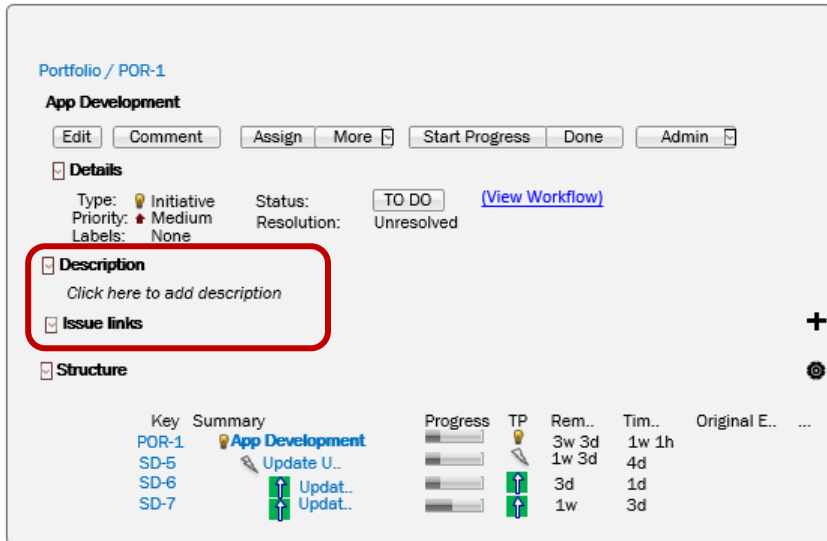 Portfolio / POR-1
App Development
Edit Comment Assign More Start Progress Done Admin
Details
Type: Initiative Status: TO DO (View Workflow)
Priority: Medium Resolution: Unresolved
Labels: None
Description
Click here to add description
Issue links
Structure
Key Summary Progress TP Rem.. Tim.. Original E.. ...
POR-1 App Development 3w 3d 1w 1h
SD-5 Update U.. 1w 3d 4d
SD-6 Updat.. 3d 1d
SD-7 Updat.. 1w 3d